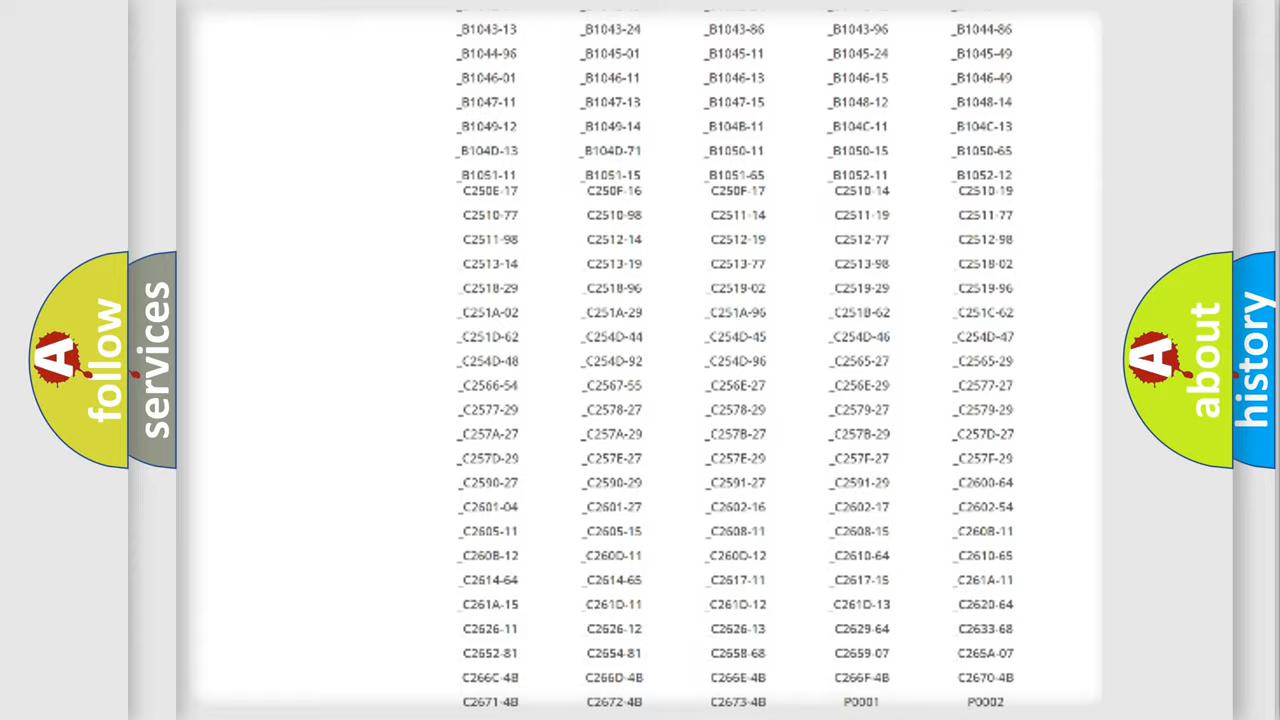 _B1043-13 _B1043-24 _B1043-86 _B1043-96 _B1044-86
_B1044-96 _B1045-01 _B1045-11 _B1045-24 _B1045-49
_B1046-01 _B1046-11 _B1046-13 _B1046-15 _B1046-49
_B1047-11 _B1047-13 _B1047-15 _B1048-12 _B1048-14
_B1049-12 _B1049-14 _B104B-11 _B104C-11 _B104C-13
_B104D-13 _B104D-71 _B1050-11 _B1050-15 _B1050-65
_B1051-11 _B1051-15 _B1051-65 _B1052-11 _B1052-12
C250E-17 C250F-16 C250F-17 C2510-14 C2510-19
C2510-77 C2510-98 C2511-14 C2511-19 C2511-77
C2511-98 C2512-14 C2512-19 C2512-77 C2512-98
C2513-14 C2513-19 C2513-77 C2513-98 C2518-02
_C2518-29 _C2518-96 _C2519-02 _C2519-29 _C2519-96
_C251A-02 _C251A-29 _C251A-96 _C251B-62 _C251C-62
_C251D-62 _C254D-44 _C254D-45 _C254D-46 _C254D-47
_C254D-48 _C254D-92 _C254D-96 _C2565-27 _C2565-29
_C2566-54 _C2567-55 _C256E-27 _C256E-29 _C2577-27
_C2577-29 _C2578-27 _C2578-29 _C2579-27 _C2579-29
_C257A-27 _C257A-29 _C257B-27 _C257B-29 _C257D-27
_C257D-29 _C257E-27 _C257E-29 _C257F-27 _C257F-29
_C2590-27 _C2590-29 _C2591-27 _C2591-29 _C2600-64
_C2601-04 _C2601-27 _C2602-16 _C2602-17 _C2602-54
_C2605-11 _C2605-15 _C2608-11 _C2608-15 _C260B-11
_C260B-12 _C260D-11 _C260D-12 _C2610-64 _C2610-65
_C2614-64 _C2614-65 _C2617-11 _C2617-15 _C261A-11
_C261A-15 _C261D-11 _C261D-12 _C261D-13 _C2620-64
C2626-11 C2626-12 C2626-13 C2629-64 C2633-68
C2652-81 C2654-81 C2658-68 C2659-07 C265A-07
C266C-4B C266D-4B C266E-4B C266F-4B C2670-4B
C2671-4B C2672-4B C2673-4B P0001 P0002
A follow
services
A about
history